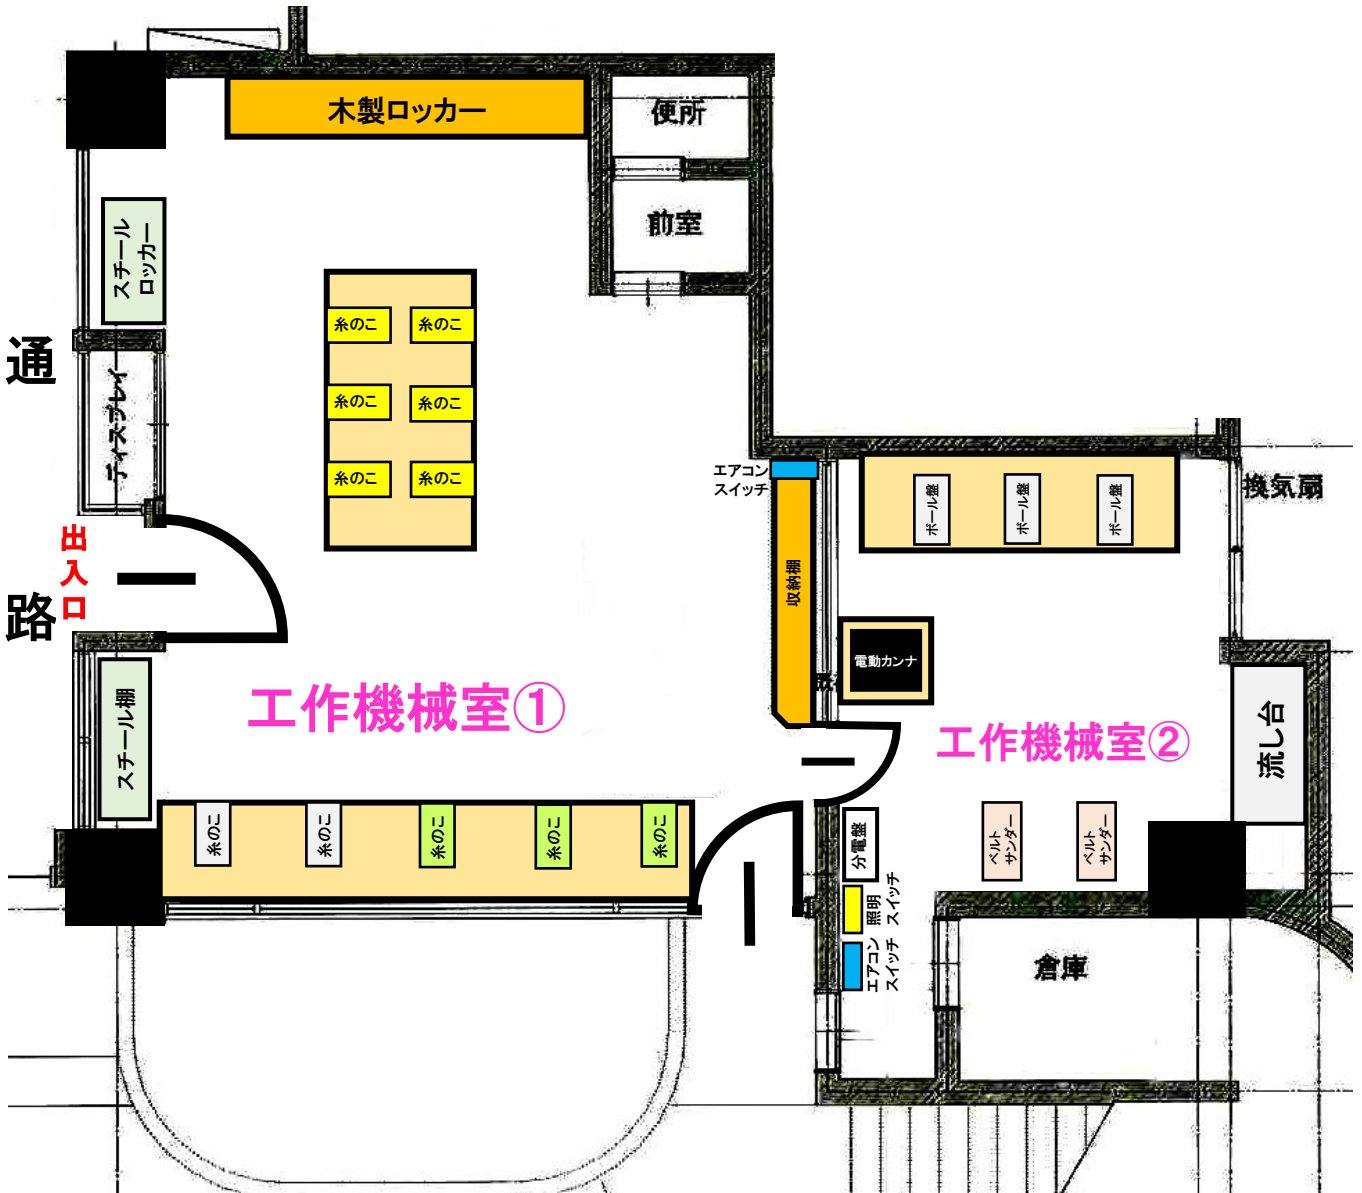 木製ロッカー
便所
前室
スチール
ロッカー
通
路
ディスプレイ
出
入
口
糸のこ
糸のこ
糸のこ
糸のこ
糸のこ
糸のこ
エアコン
スイッチ
収納棚
ボール盤
ボール盤
ボール盤
換気扇
電動カンナ
工作機械室①
工作機械室②
スチール棚
流し台
糸のこ
糸のこ
糸のこ
糸のこ
糸のこ
分電盤
ベルト
サンダー
ベルト
サンダー
照明
スイッチ
エアコン
スイッチ
倉庫